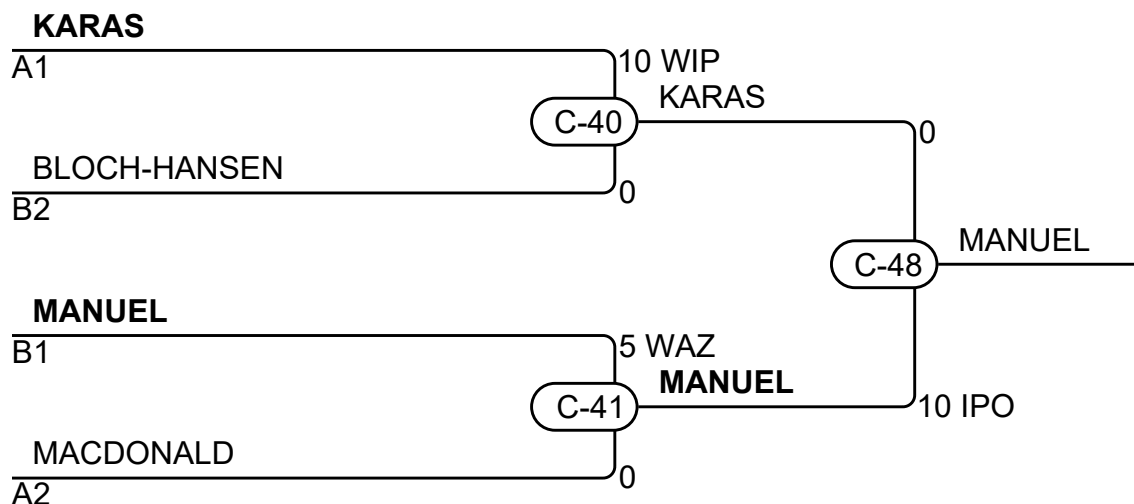 KARAS
A1
10 WIP
KARAS
C-40
0
BLOCH-HANSEN
0
B2
MANUEL
C-48
MANUEL
B1
5 WAZ
MANUEL
C-41
10 IPO
MACDONALD
0
A2